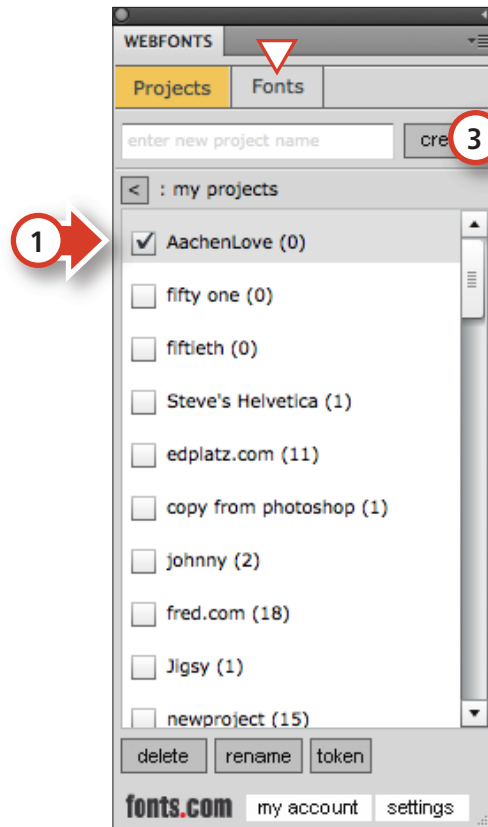 WEBFONTS
Projects Fonts
enter new project name cre 3
< : my projects
1 AachenLove (0)
fifty one (0)
fiftieth (0)
Steve's Helvetica (1)
edplatz.com (11)
copy from photoshop (1)
johnny (2)
fred.com (18)
Jigsy (1)
newproject (15)
delete rename token
fonts.com my account settings